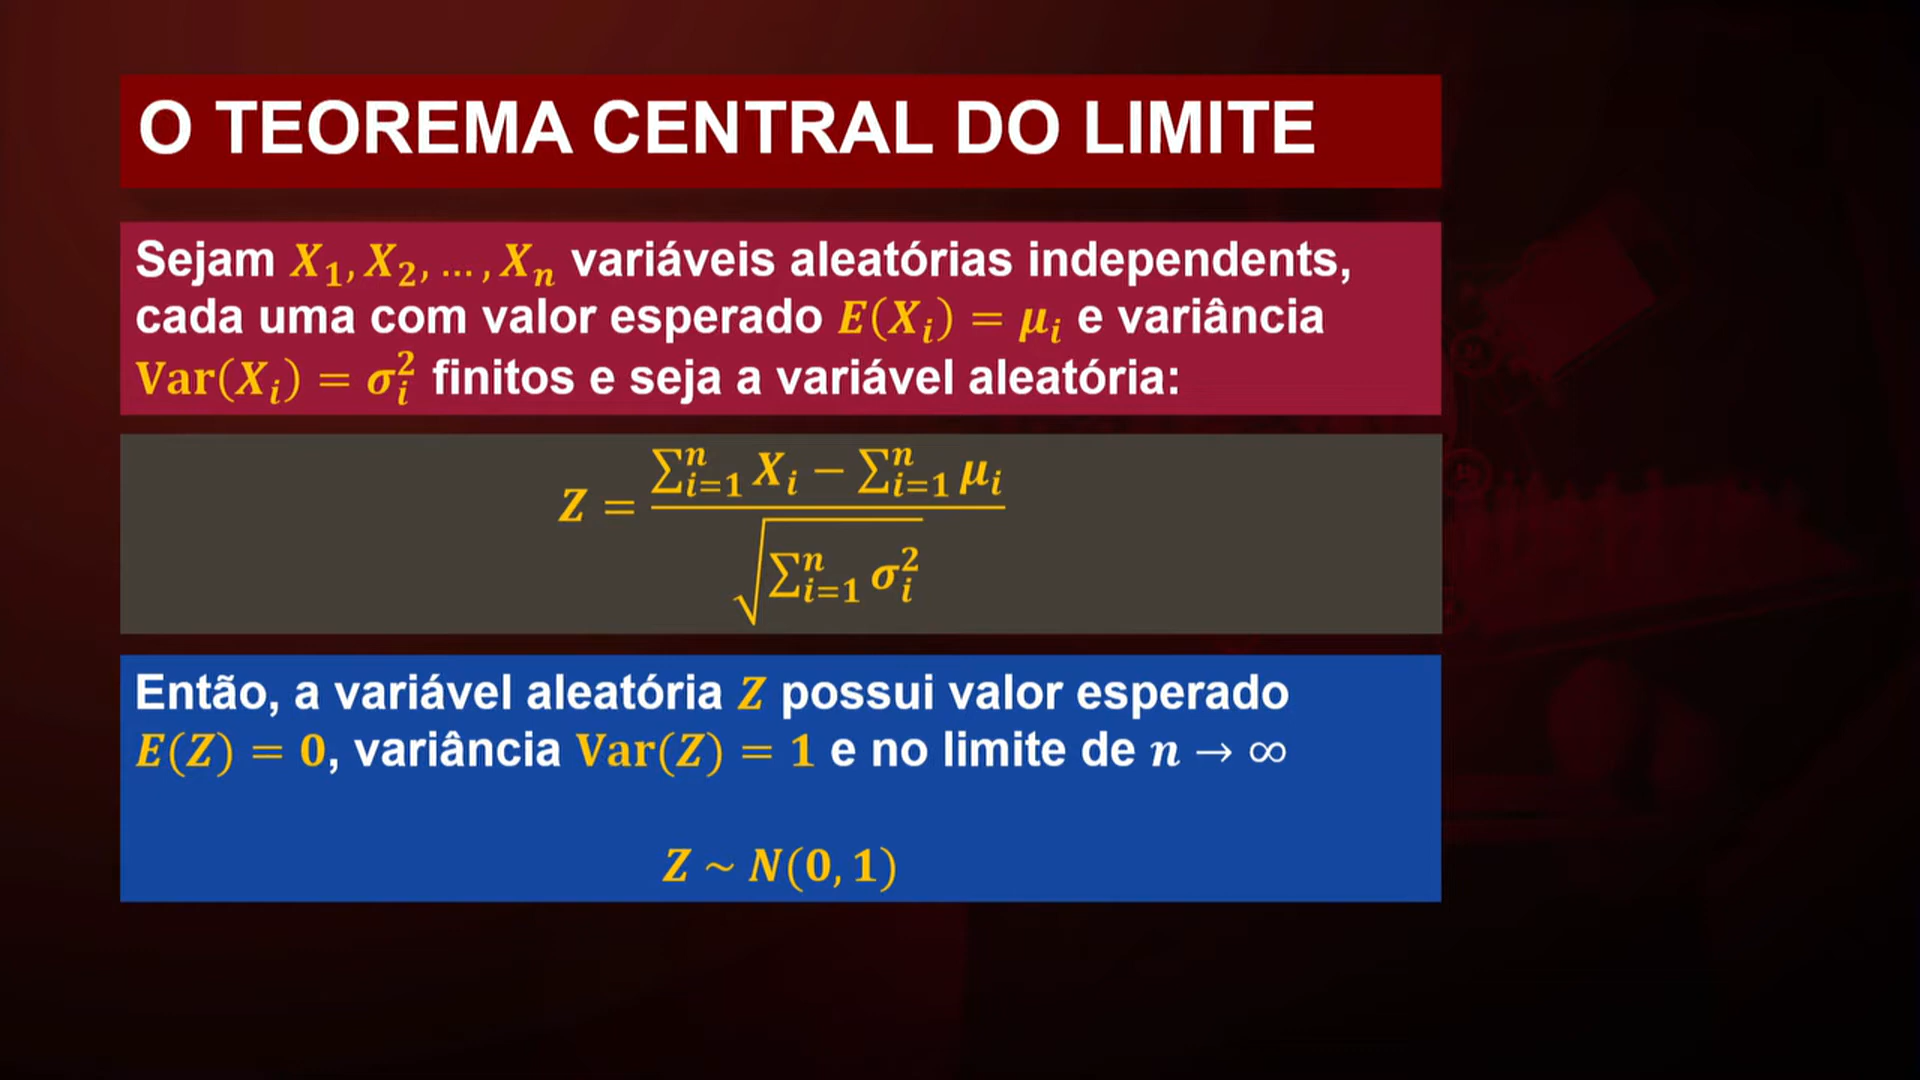 O TEOREMA CENTRAL DO LIMITE
Sejam X₁, X₂, … , Xₙ variáveis aleatórias independents,
cada uma com valor esperado E(Xᵢ) = μᵢ e variância
Var(Xᵢ) = σᵢ² finitos e seja a variável aleatória:
Z = (∑ᵢ₌₁ⁿ Xᵢ − ∑ᵢ₌₁ⁿ μᵢ) / √(∑ᵢ₌₁ⁿ σᵢ²)
Então, a variável aleatória Z possui valor esperado
E(Z) = 0, variância Var(Z) = 1 e no limite de n → ∞
Z ~ N(0, 1)